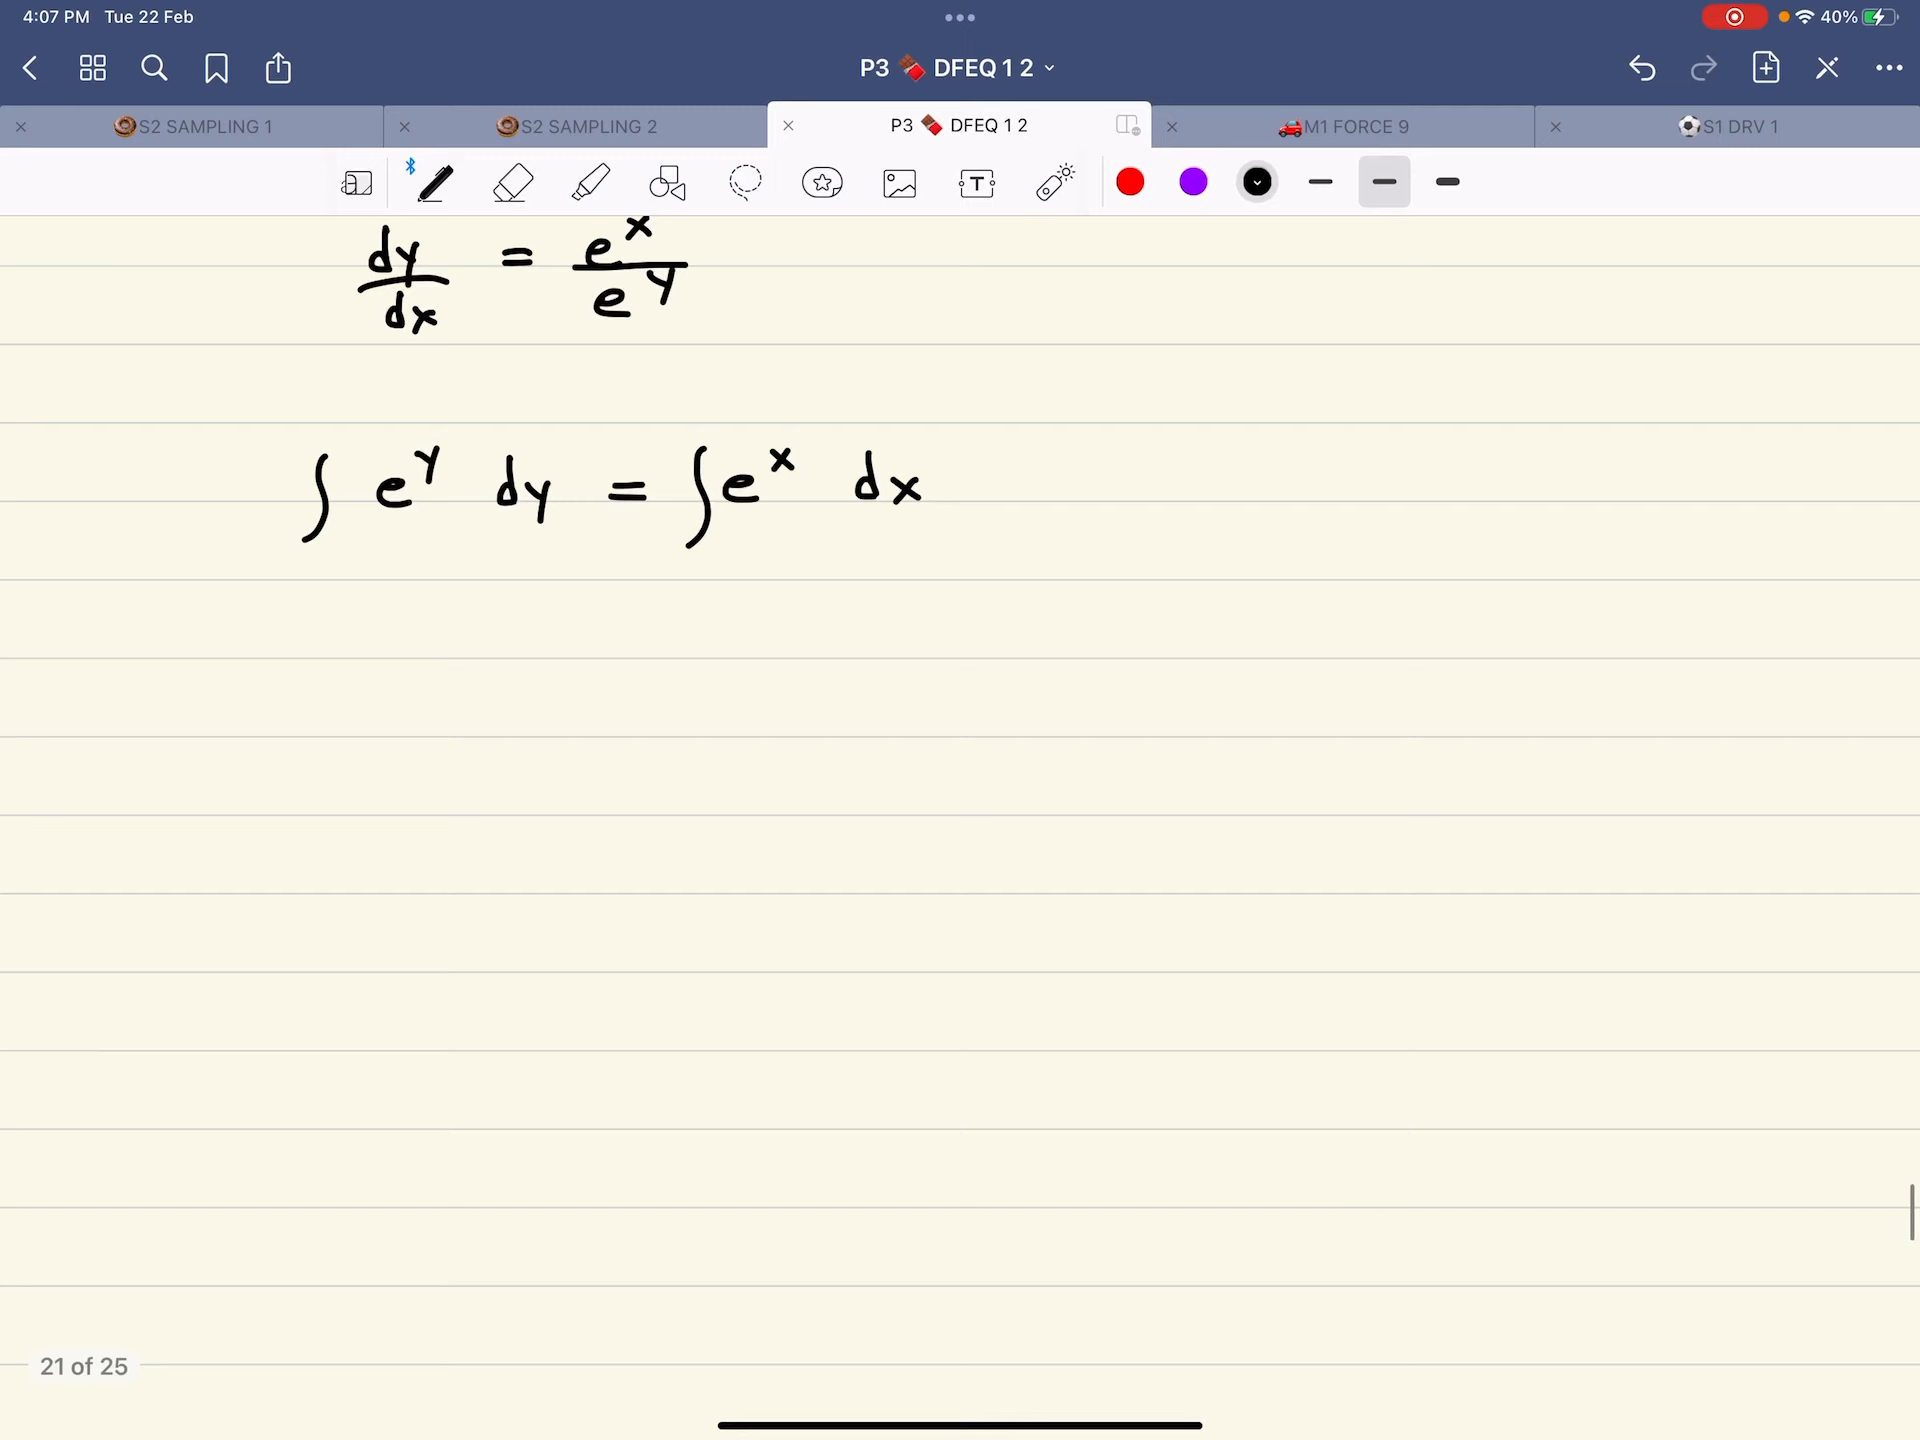 4:07 PM Tue 22 Feb
40%
P3 🍫 DFEQ 1 2
🍩S2 SAMPLING 1
🍩S2 SAMPLING 2
P3 🍫 DFEQ 1 2
🚗M1 FORCE 9
⚽S1 DRV 1
dy/dx = e^x/e^y
∫ e^y dy = ∫e^x dx
21 of 25